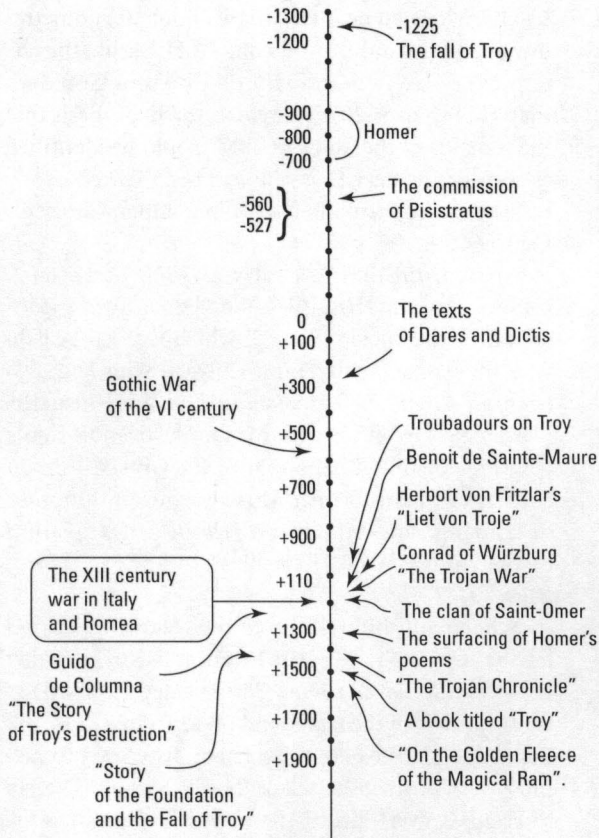 -1300
-1225
-1200
The fall of Troy
-900
-800
Homer
-700
The commission
of Pisistratus
-560
-527
The texts
of Dares and Dictis
0
+100
+300
Gothic War
of the VI century
+500
Troubadours on Troy
Benoit de Sainte-Maure
+700
Herbort von Fritzlar's
"Liet von Troje"
+900
Conrad of Würzburg
"The Trojan War"
+110
The XIII century
war in Italy
and Romea
The clan of Saint-Omer
+1300
The surfacing of Homer's
poems
Guido
de Columna
"The Story
of Troy's Destruction"
+1500
"The Trojan Chronicle"
+1700
A book titled "Troy"
+1900
"On the Golden Fleece
of the Magical Ram".
"Story
of the Foundation
and the Fall of Troy"